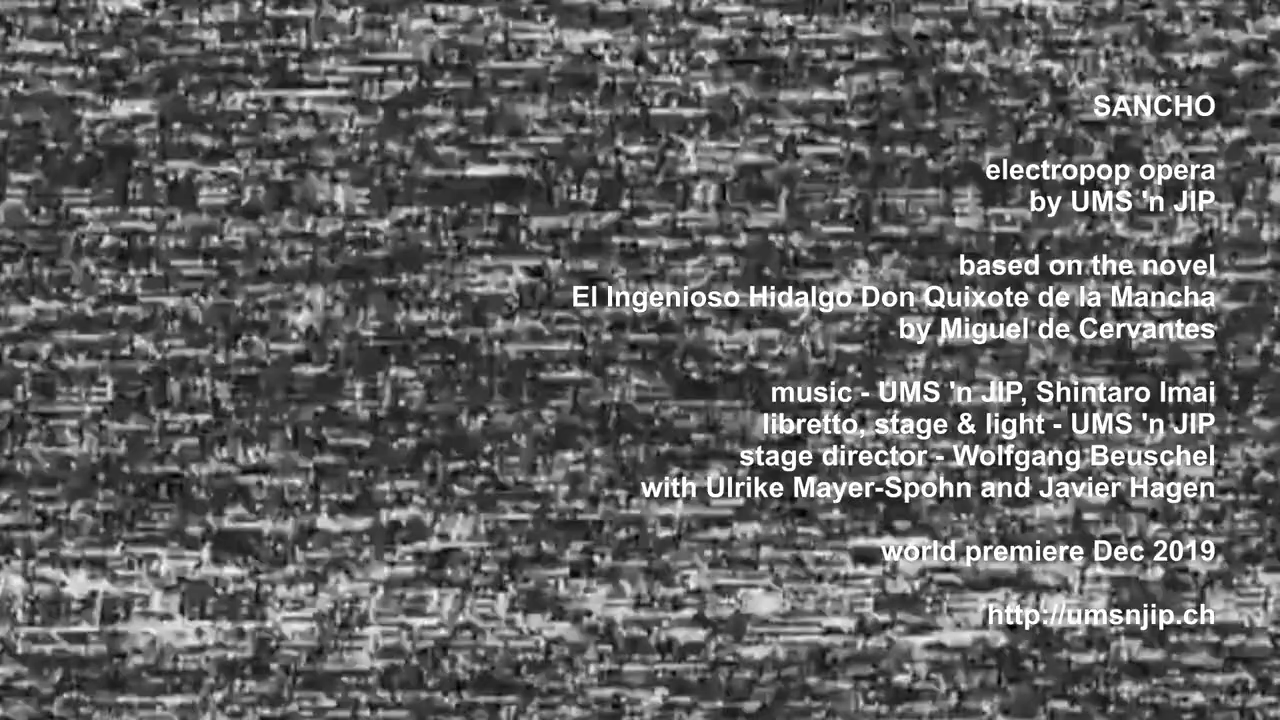 SANCHO
electropop opera
by UMS 'n JIP
based on the novel
El Ingenioso Hidalgo Don Quixote de la Mancha
by Miguel de Cervantes
music - UMS 'n JIP, Shintaro Imai
libretto, stage & light - UMS 'n JIP
stage director - Wolfgang Beuschel
with Ulrike Mayer-Spohn and Javier Hagen
world premiere Dec 2019
http://umsnjip.ch